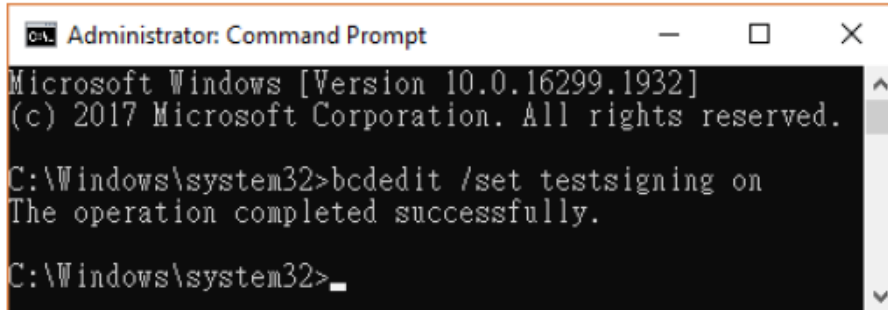 Administrator: Command Prompt
Microsoft Windows [Version 10.0.16299.1932]
(c) 2017 Microsoft Corporation. All rights reserved.
C:\Windows\system32>bcdedit /set testsigning on
The operation completed successfully.
C:\Windows\system32>